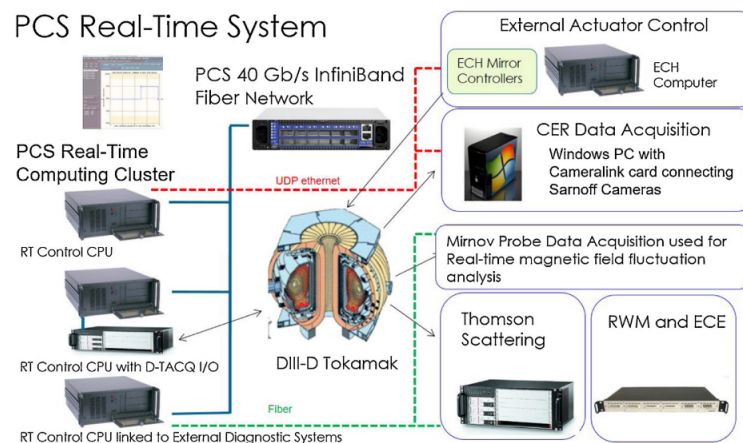 PCS Real-Time System
PCS 40 Gb/s InfiniBand
Fiber Network
External Actuator Control
ECH Mirror
Controllers
ECH
Computer
CER Data Acquisition
Windows PC with
Cameralink card connecting
Sarnoff Cameras
PCS Real-Time
Computing Cluster
UDP ethernet
RT Control CPU
Mirnov Probe Data Acquisition used for
Real-time magnetic field fluctuation
analysis
Thomson
Scattering
RWM and ECE
RT Control CPU with D-TACQ I/O
DIII-D Tokamak
Fiber
RT Control CPU linked to External Diagnostic Systems